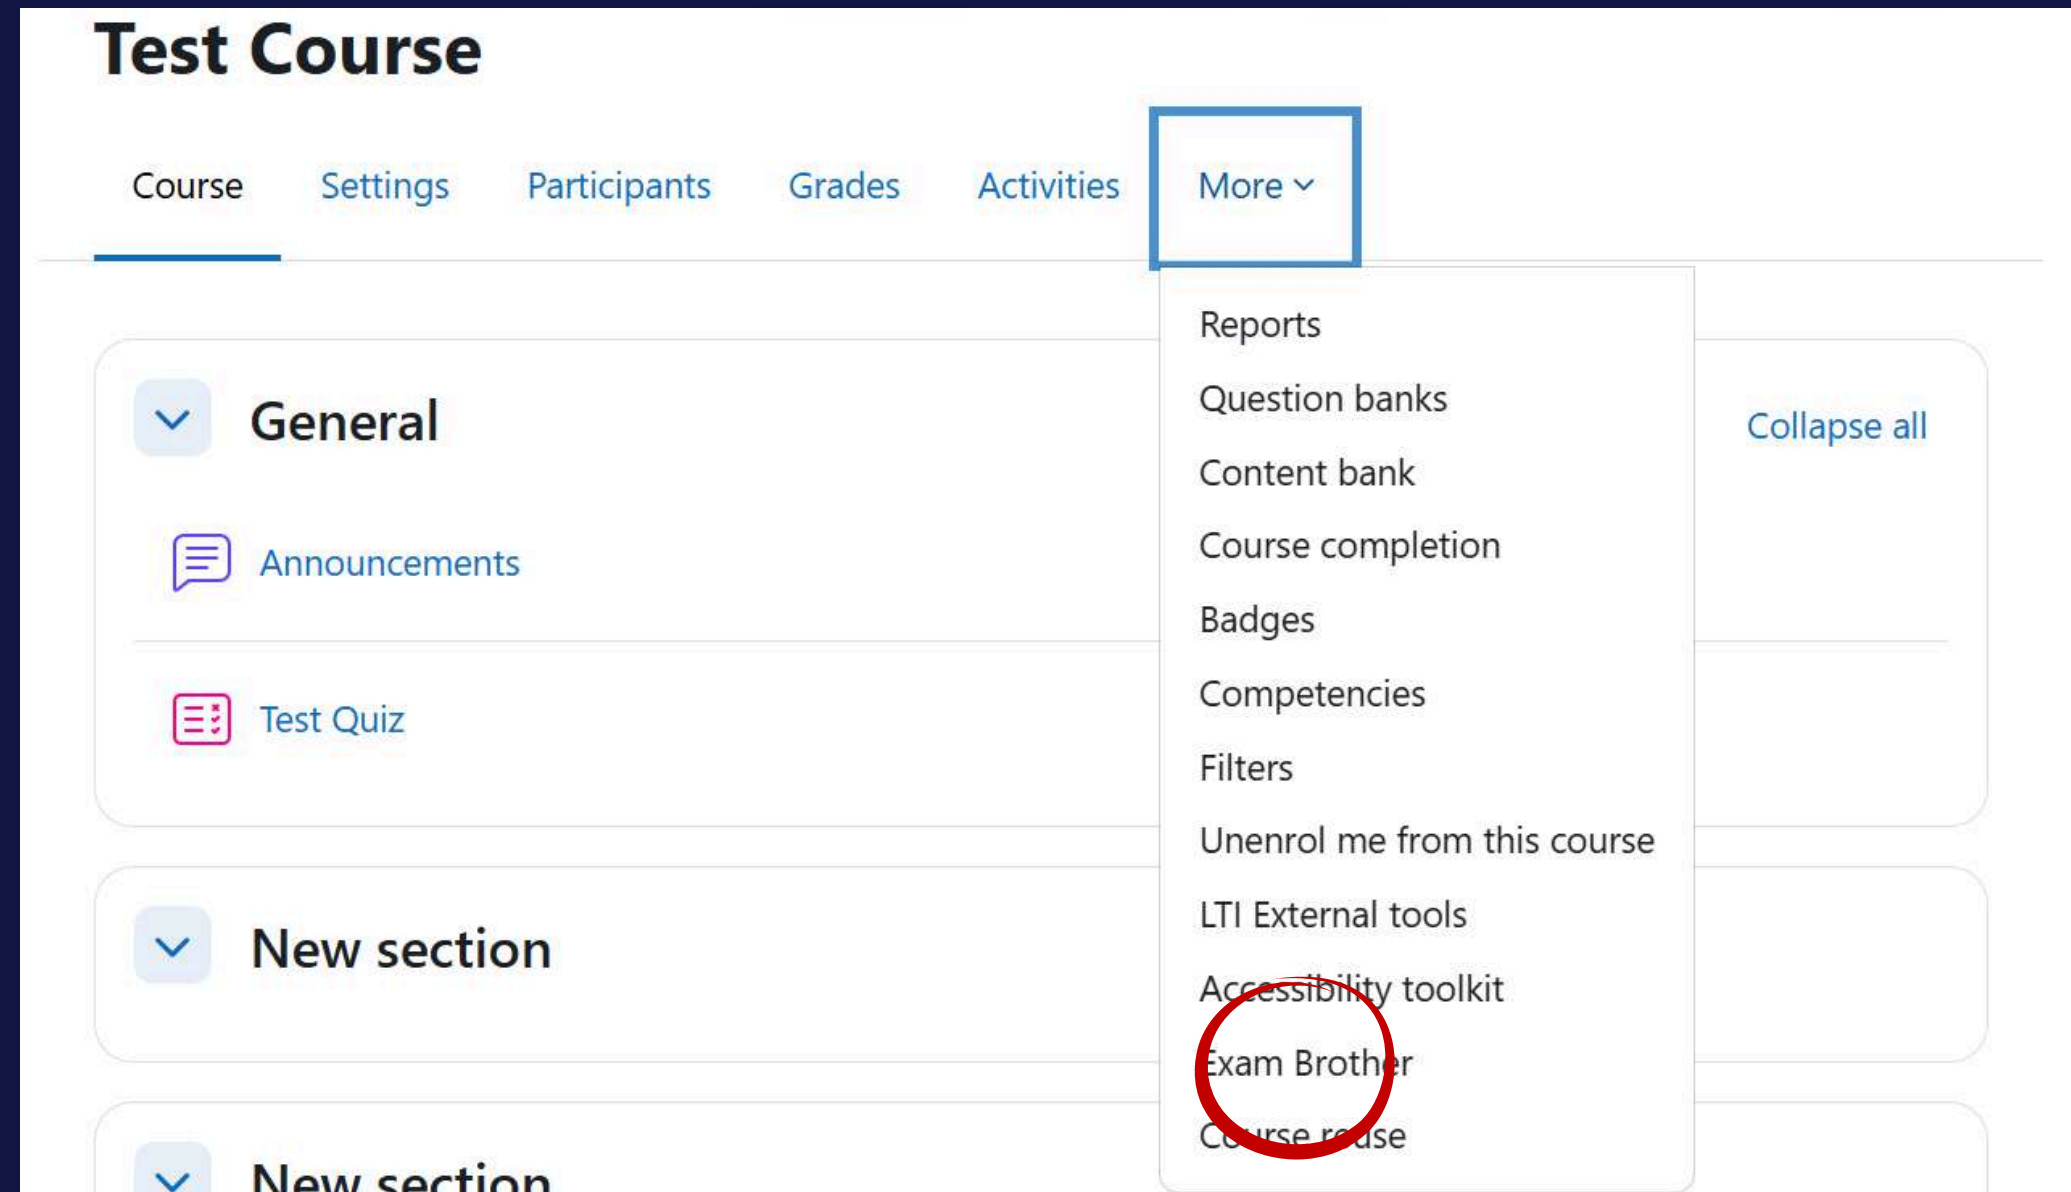 Test Course
Course Settings Participants Grades Activities More
Reports
Question banks
Content bank
Course completion
Badges
Competencies
Filters
Unenrol me from this course
LTI External tools
Accessibility toolkit
Exam Brother
Course reuse
General
Collapse all
Announcements
Test Quiz
New section
New section